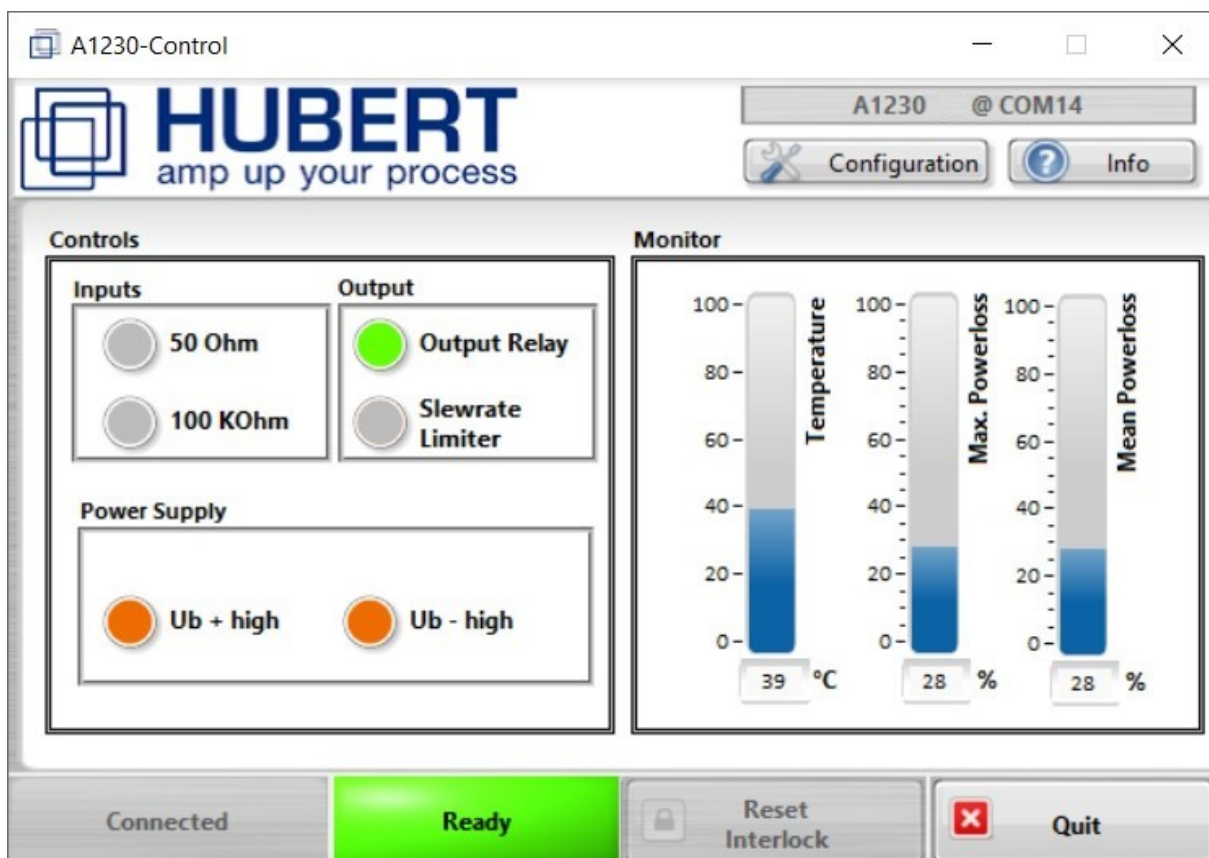 A1230-Control
HUBERT
amp up your process
A1230 @ COM14
Configuration
Info
Controls
Inputs
50 Ohm
100 KOhm
Output
Output Relay
Slewrate
Limiter
Power Supply
Ub + high
Ub - high
Monitor
100
80
60
40
20
0
Temperature
39 °C
100
80
60
40
20
0
Max. Powerloss
28 %
100
80
60
40
20
0
Mean Powerloss
28 %
Connected
Ready
Reset
Interlock
Quit